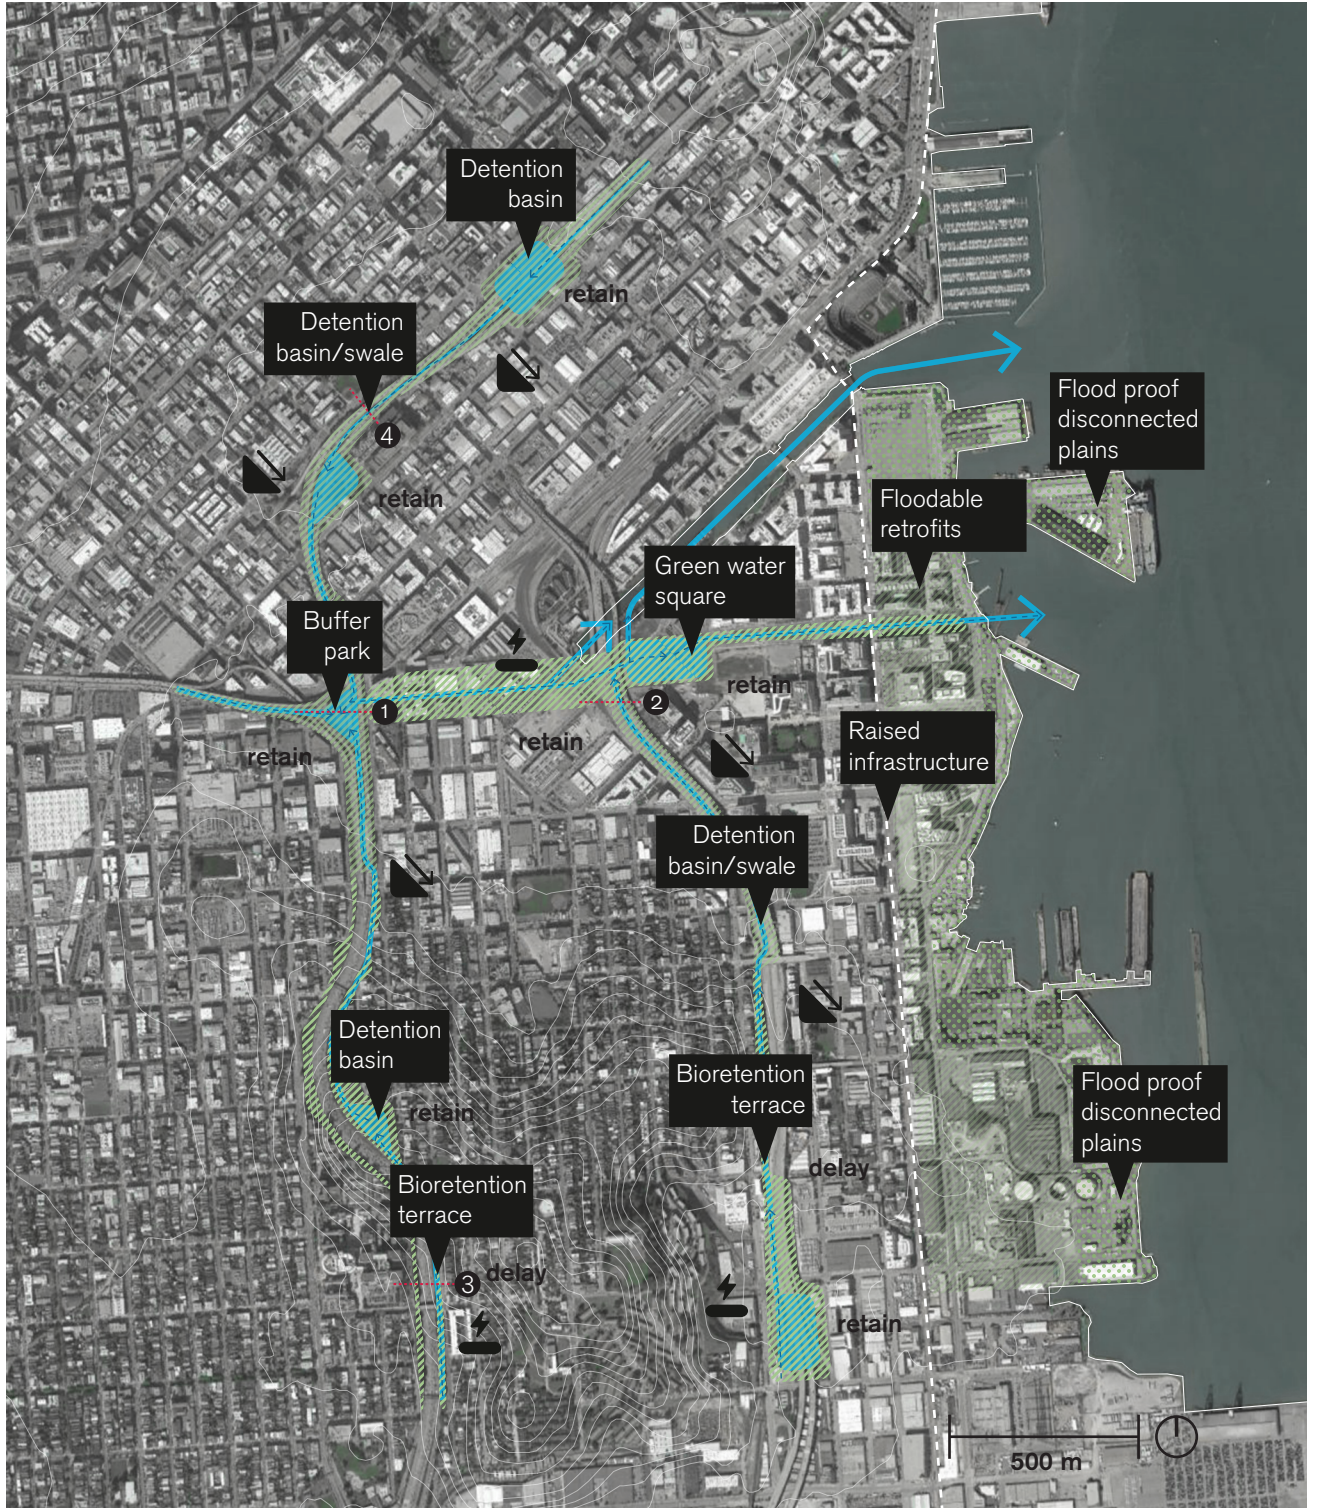 Detention
basin
retain
Detention
basin/swale
4
retain
Flood proof
disconnected
plains
Floodable
retrofits
Green water
square
Buffer
park
1
2
retain
retain
retain
Raised
infrastructure
Detention
basin/swale
Detention
basin
retain
Bioretention
terrace
delay
Flood proof
disconnected
plains
Bioretention
terrace
3
delay
retain
500 m